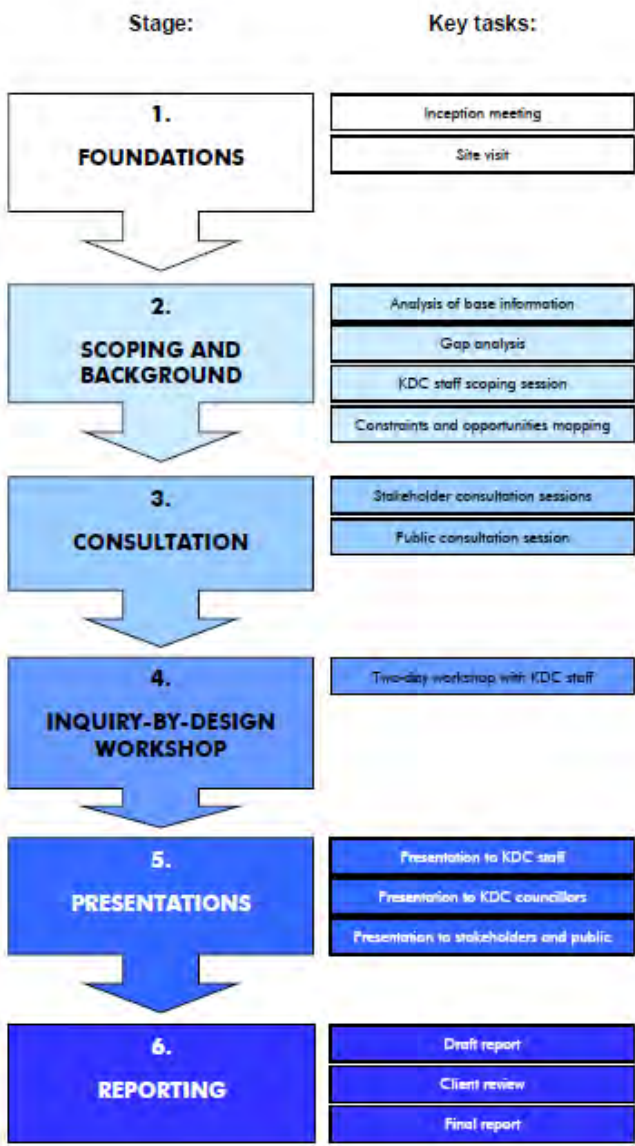 Stage: Key tasks:
1.
FOUNDATIONS
Inception meeting
Site visit
2.
SCOPING AND
BACKGROUND
Analysis of base information
Gap analysis
KDC staff scoping session
Constraints and opportunities mapping
3.
CONSULTATION
Stakeholder consultation sessions
Public consultation session
4.
INQUIRY-BY-DESIGN
WORKSHOP
Two-day workshop with KDC staff
5.
PRESENTATIONS
Presentation to KDC staff
Presentation to KDC councillors
Presentation to stakeholders and public
6.
REPORTING
Draft report
Client review
Final report